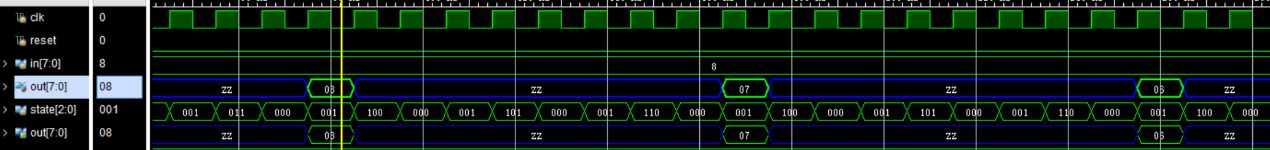 clk 0
reset 0
in[7:0] 8 8
out[7:0] 08 zz 08 zz 07 zz 06 zz
state[2:0] 001 001 011 000 001 100 000 001 101 000 001 110 000 001 100 000 001 101 000 001 110 000 001 100 000
out[7:0] 08 zz 08 zz 07 zz 06 zz